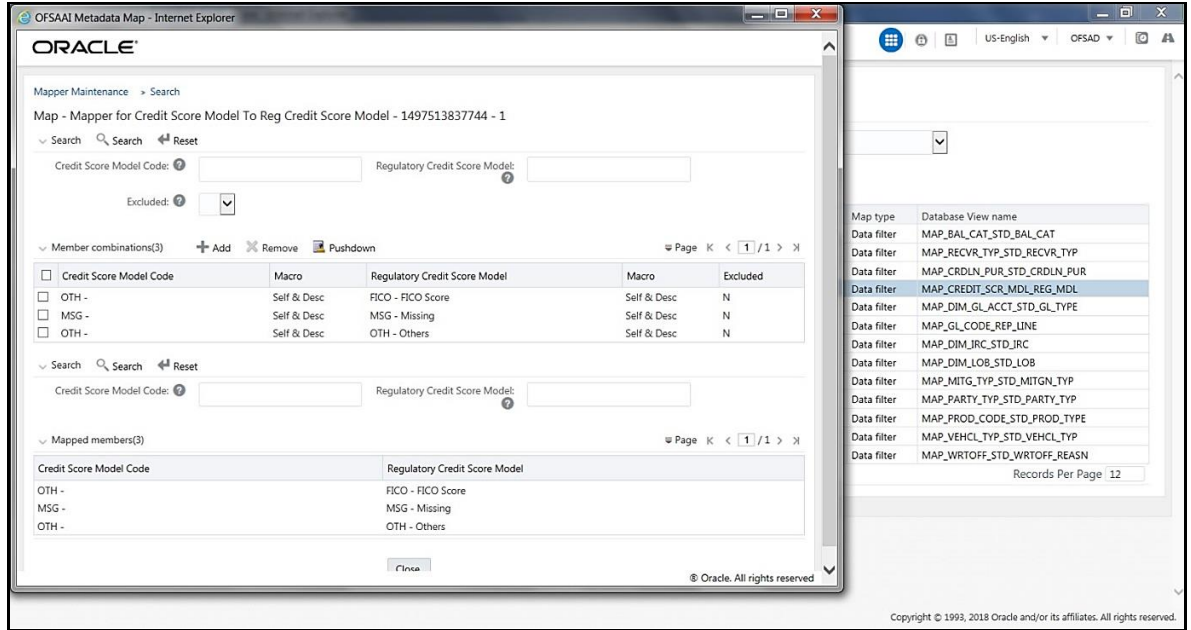 OFSAAI Metadata Map - Internet Explorer
ORACLE
Mapper Maintenance » Search
Map - Mapper for Credit Score Model To Reg Credit Score Model - 1497513837744 - 1
Search Search Reset
Credit Score Model Code: ? Regulatory Credit Score Model: ?
Excluded: ?
Member combinations(3) Add Remove Pushdown Page 1 / 1
Credit Score Model Code Macro Regulatory Credit Score Model Macro Excluded
OTH - Self & Desc FICO - FICO Score Self & Desc N
MSG - Self & Desc MSG - Missing Self & Desc N
OTH - Self & Desc OTH - Others Self & Desc N
Search Search Reset
Credit Score Model Code: ? Regulatory Credit Score Model: ?
Mapped members(3) Page 1 / 1
Credit Score Model Code Regulatory Credit Score Model
OTH - FICO - FICO Score
MSG - MSG - Missing
OTH - OTH - Others
Close
© Oracle. All rights reserved
US-English OFSAD
Map type Database View name
Data filter MAP_BAL_CAT_STD_BAL_CAT
Data filter MAP_RECVR_TYP_STD_RECVR_TYP
Data filter MAP_CRDLN_PUR_STD_CRDLN_PUR
Data filter MAP_CREDIT_SCR_MDL_REG_MDL
Data filter MAP_DIM_GL_ACCT_STD_GL_TYPE
Data filter MAP_GL_CODE_REP_LINE
Data filter MAP_DIM_IRC_STD_IRC
Data filter MAP_DIM_LOB_STD_LOB
Data filter MAP_MITG_TYP_STD_MITGN_TYP
Data filter MAP_PARTY_TYP_STD_PARTY_TYP
Data filter MAP_PROD_CODE_STD_PROD_TYPE
Data filter MAP_VEHCL_TYP_STD_VEHCL_TYP
Data filter MAP_WRTOFF_STD_WRTOFF_REASN
Records Per Page 12
Copyright © 1993, 2018 Oracle and/or its affiliates. All rights reserved.